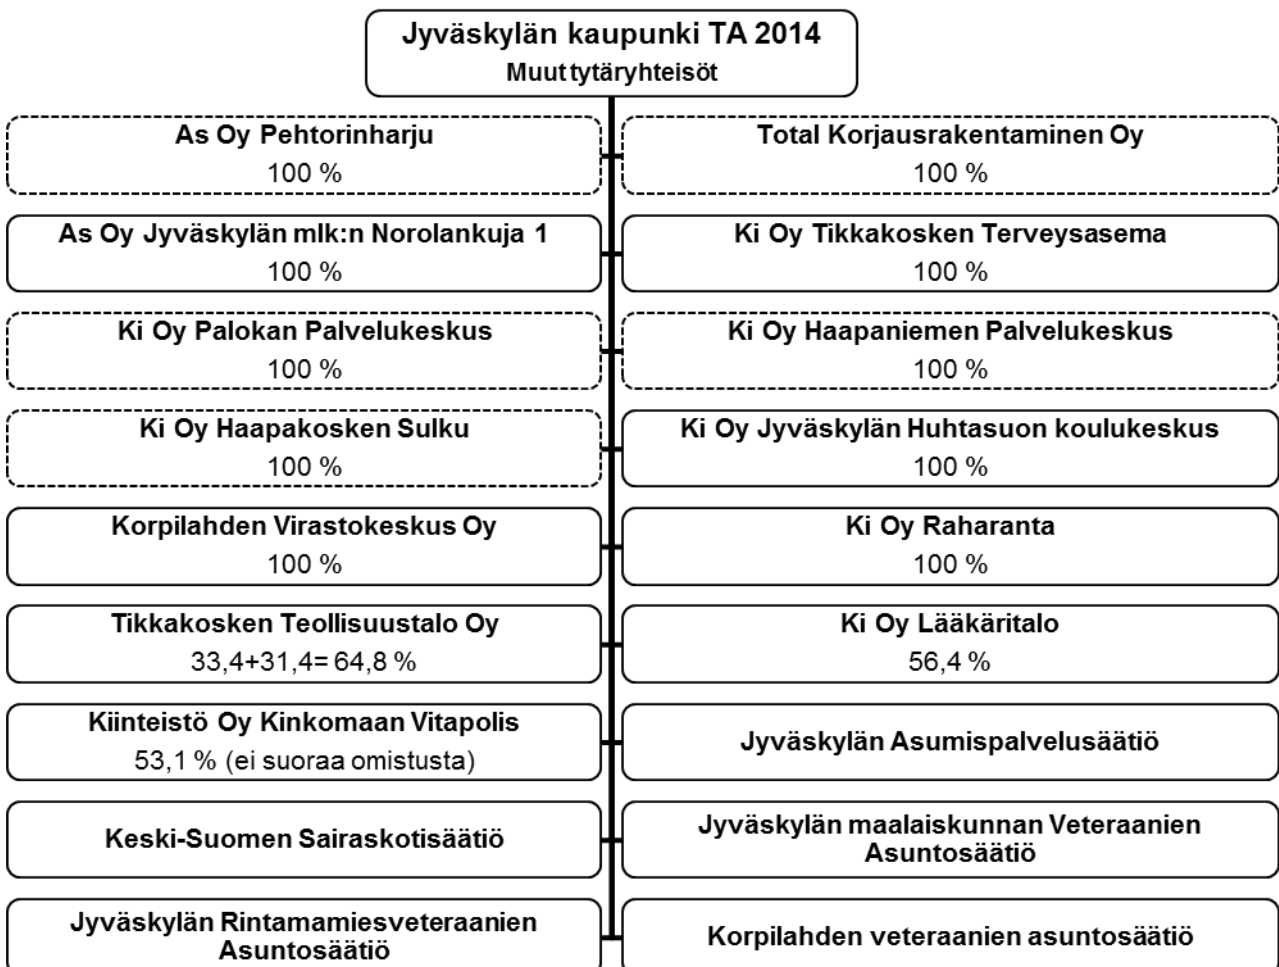 Jyväskylän kaupunki TA 2014
Muut tytäryhteisöt
As Oy Pehtorinharju
100 %
Total Korjausrakentaminen Oy
100 %
As Oy Jyväskylän mlk:n Norolankuja 1
100 %
Ki Oy Tikkakosken Terveysasema
100 %
Ki Oy Palokan Palvelukeskus
100 %
Ki Oy Haapaniemen Palvelukeskus
100 %
Ki Oy Haapakosken Sulku
100 %
Ki Oy Jyväskylän Huhtasuon koulukeskus
100 %
Korpilahden Virastokeskus Oy
100 %
Ki Oy Raharanta
100 %
Tikkakosken Teollisuustalo Oy
33,4+31,4= 64,8 %
Ki Oy Lääkäritalo
56,4 %
Kiinteistö Oy Kinkomaan Vitapolis
53,1 % (ei suoraa omistusta)
Jyväskylän Asumispalvelusäätiö
Keski-Suomen Sairaskotisäätiö
Jyväskylän maalaiskunnan Veteraanien
Asuntosäätiö
Jyväskylän Rintamamiesveteraanien
Asuntosäätiö
Korpilahden veteraanien asuntosäätiö